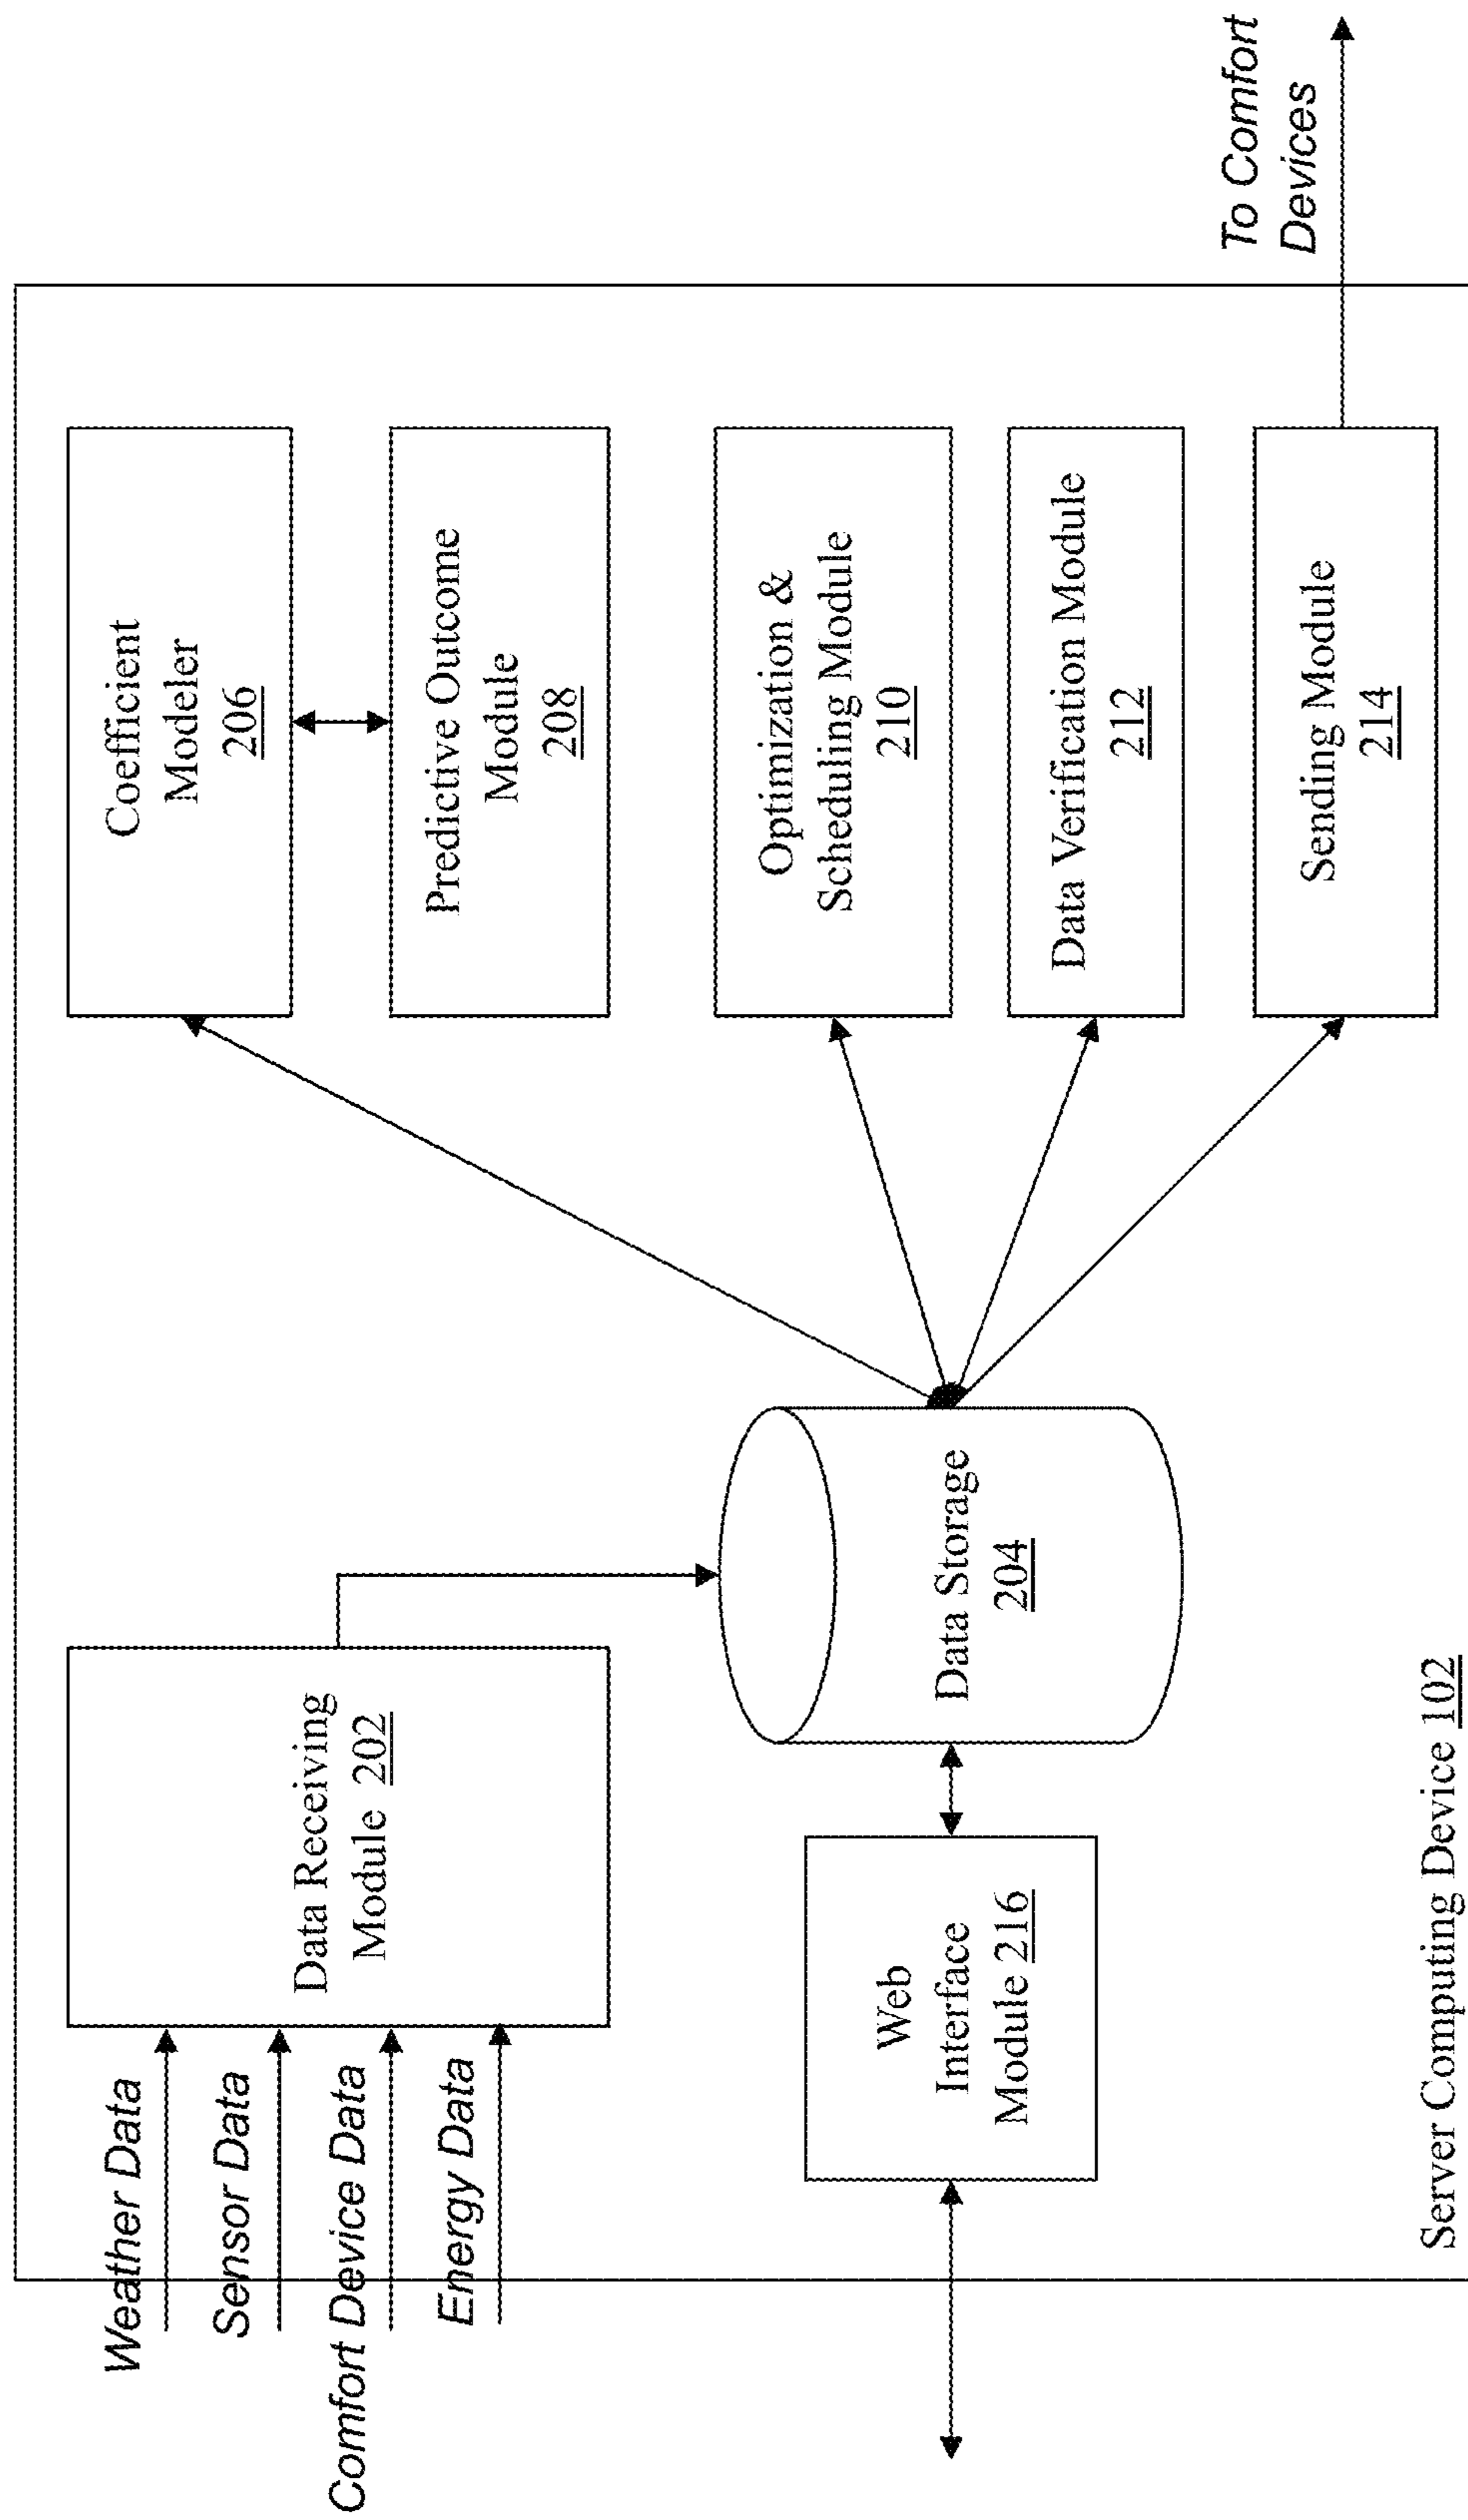 Weather Data
Sensor Data
Comfort Device Data
Energy Data
Data Receiving
Module 202
Web
Interface
Module 216
Data Storage
204
Coefficient
Modeler
206
Predictive Outcome
Module
208
Optimization &
Scheduling Module
210
Data Verification Module
212
Sending Module
214
To Comfort
Devices
Server Computing Device 102